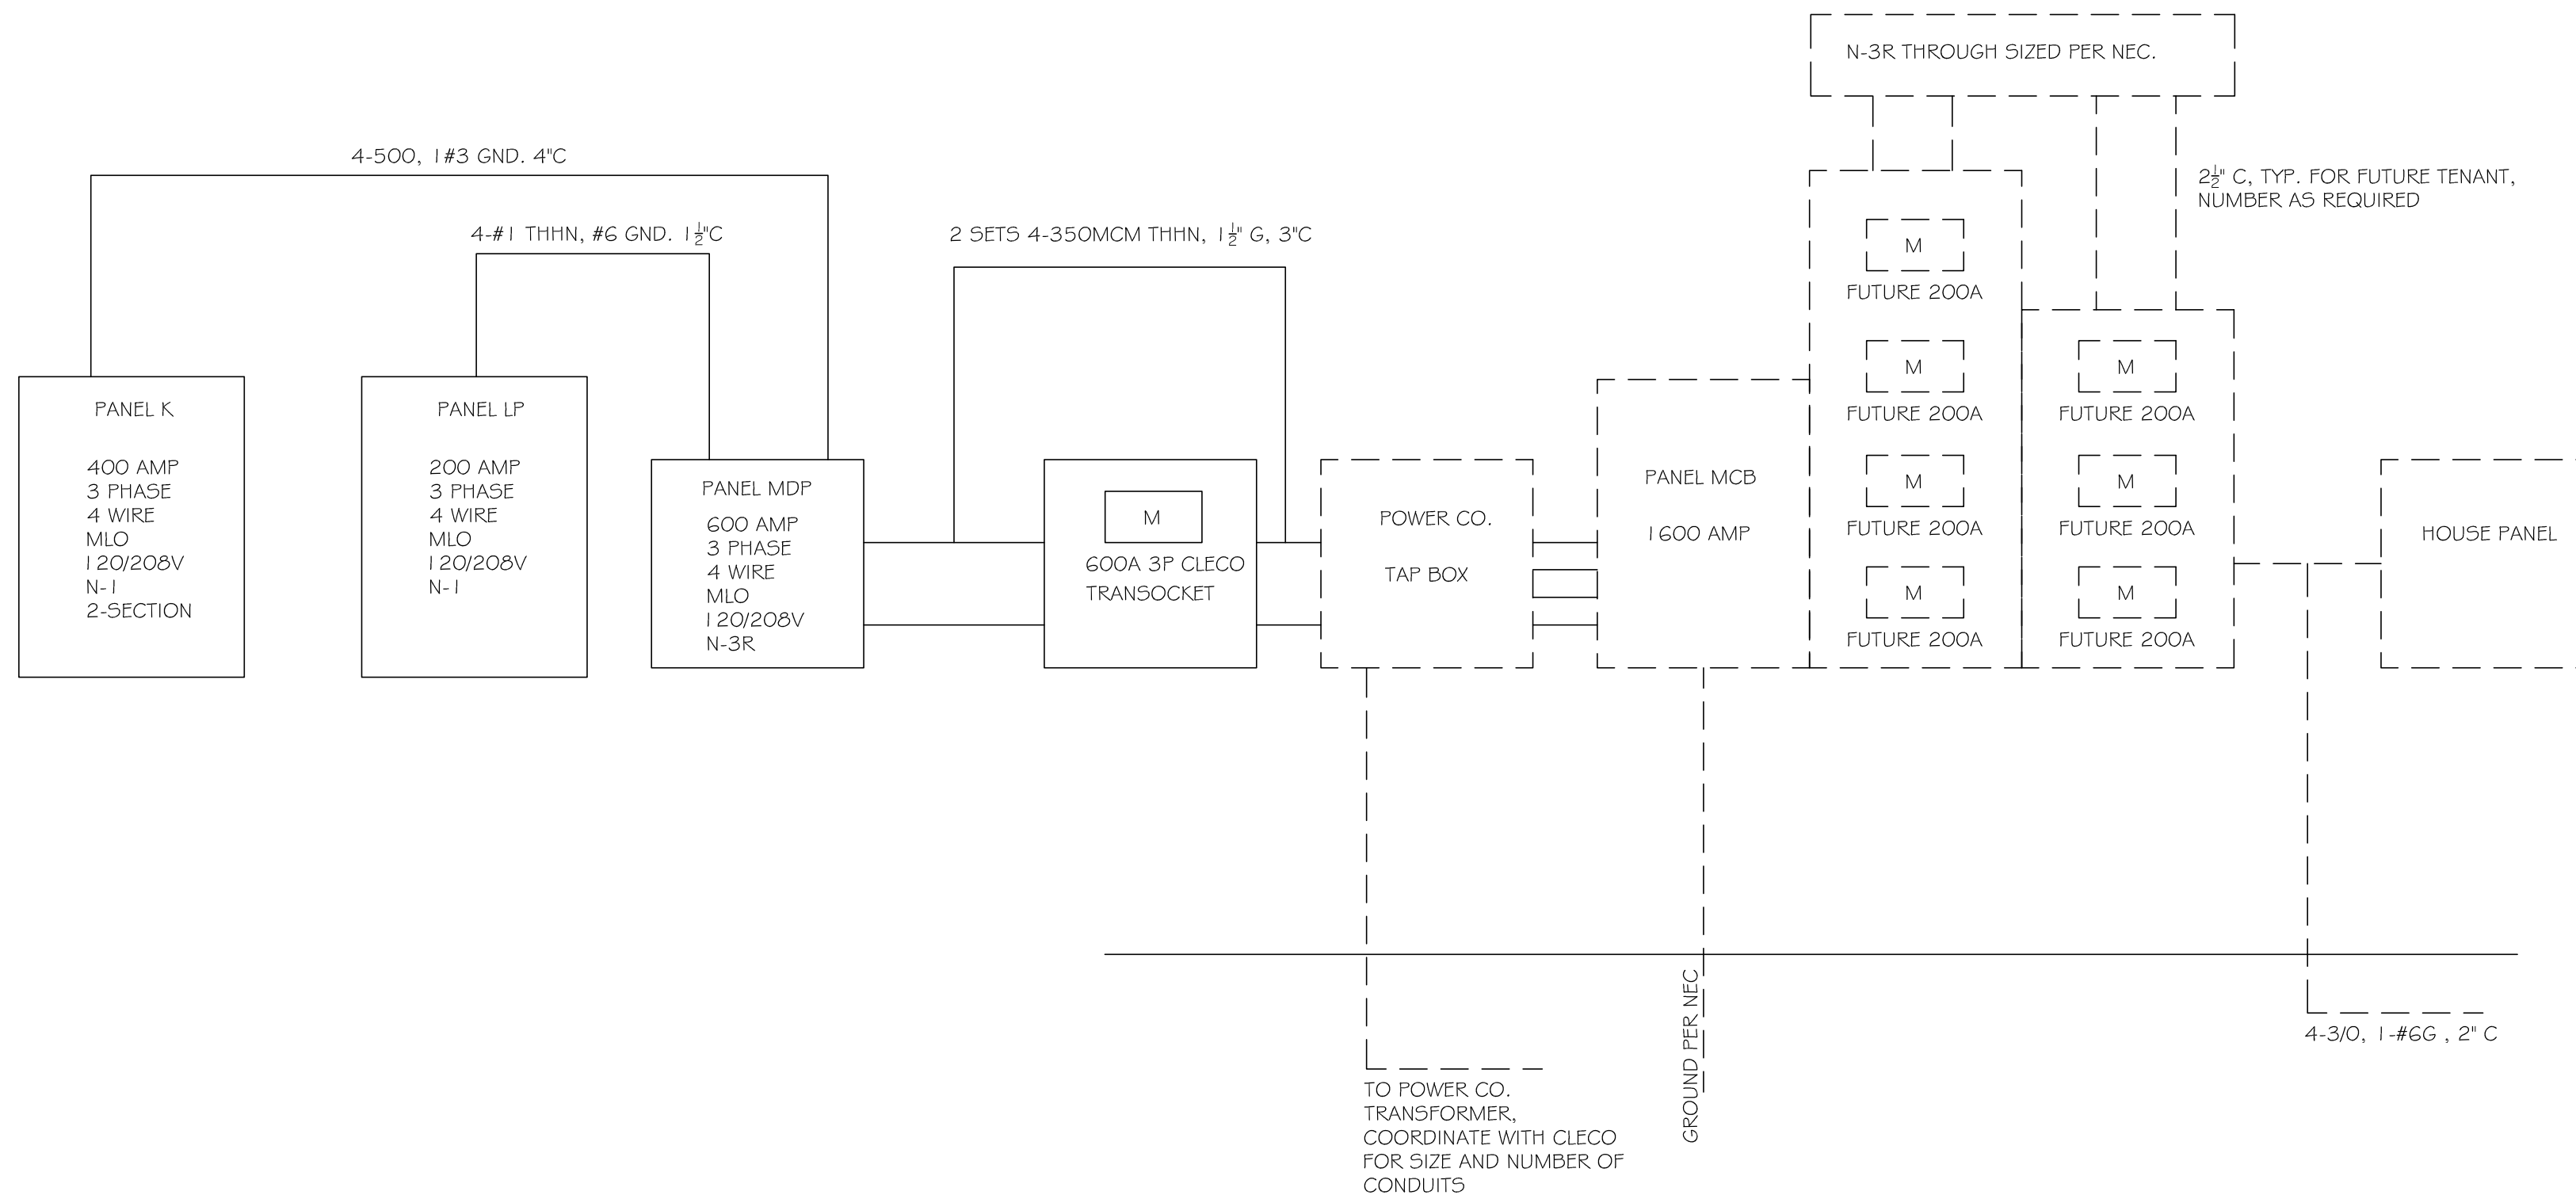 N-3R THROUGH SIZED PER NEC.
4-500, 1#3 GND. 4"C
2½" C, TYP. FOR FUTURE TENANT,
NUMBER AS REQUIRED
4-#1 THHN, #6 GND. 1½"C
2 SETS 4-350MCM THHN, 1½" G, 3"C
PANEL K
400 AMP
3 PHASE
4 WIRE
MLO
120/208V
N-1
2-SECTION
PANEL LP
200 AMP
3 PHASE
4 WIRE
MLO
120/208V
N-1
PANEL MDP
600 AMP
3 PHASE
4 WIRE
MLO
120/208V
N-3R
M
600A 3P CLECO
TRANSOCKET
POWER CO.
TAP BOX
PANEL MCB
1600 AMP
M
FUTURE 200A
M
FUTURE 200A
M
FUTURE 200A
M
FUTURE 200A
M
FUTURE 200A
M
FUTURE 200A
M
FUTURE 200A
HOUSE PANEL
GROUND PER NEC
4-3/0, 1-#6G , 2" C
TO POWER CO.
TRANSFORMER,
COORDINATE WITH CLECO
FOR SIZE AND NUMBER OF
CONDUITS